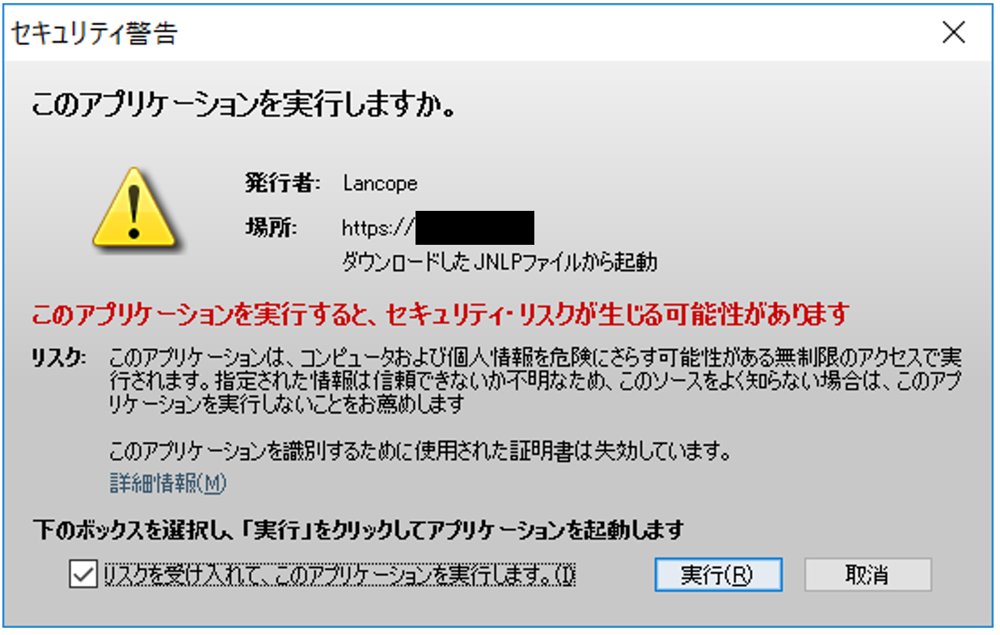 セキュリティ警告
このアプリケーションを実行しますか。
発行者: Lancope
場所: https://
ダウンロードしたJNLPファイルから起動
このアプリケーションを実行すると、セキュリティ・リスクが生じる可能性があります
リスク: このアプリケーションは、コンピュータおよび個人情報を危険にさらす可能性がある無制限のアクセスで実
行されます。指定された情報は信頼できないか不明なため、このソースをよく知らない場合は、このアプ
リケーションを実行しないことをお薦めします
このアプリケーションを識別するために使用された証明書は失効しています。
詳細情報(M)
下のボックスを選択し、「実行」をクリックしてアプリケーションを起動します
リスクを受け入れて、このアプリケーションを実行します。(I) 実行(R) 取消